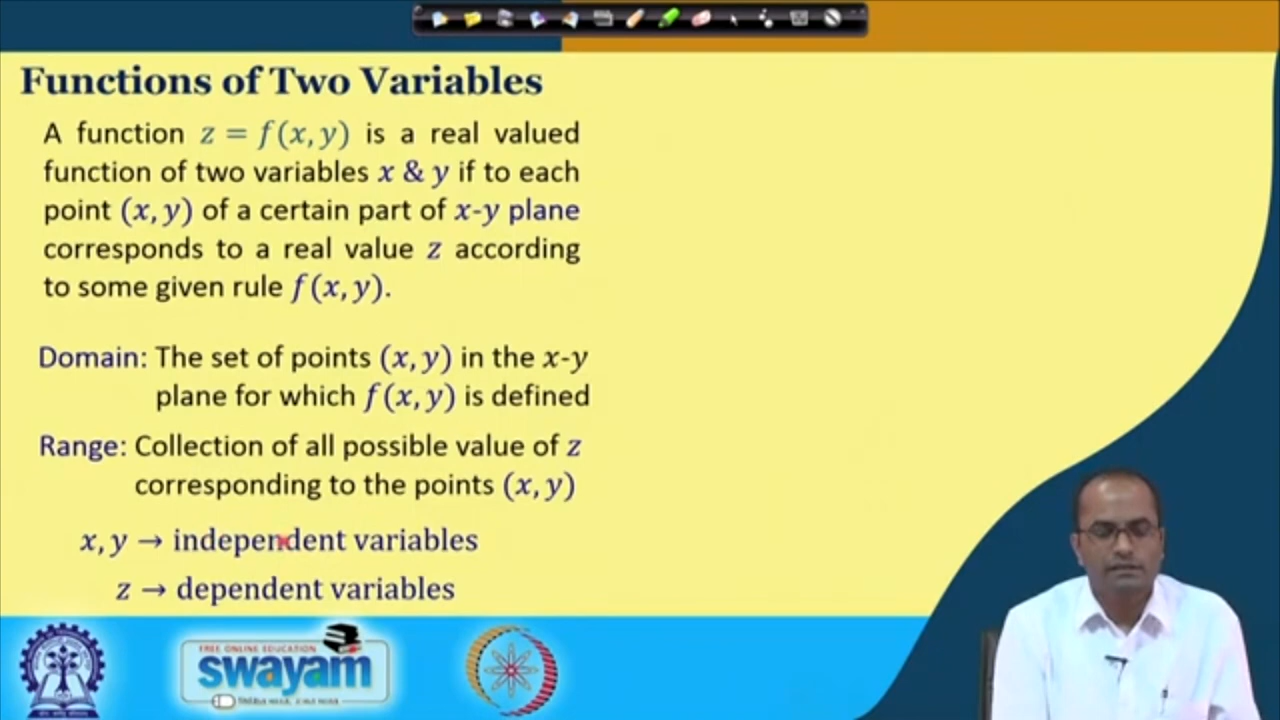 Functions of Two Variables
A function z = f(x, y) is a real valued
function of two variables x & y if to each
point (x, y) of a certain part of x-y plane
corresponds to a real value z according
to some given rule f(x, y).
Domain: The set of points (x, y) in the x-y
plane for which f(x, y) is defined
Range: Collection of all possible value of z
corresponding to the points (x, y)
x, y → independent variables
z → dependent variables
FREE ONLINE EDUCATION
swayam